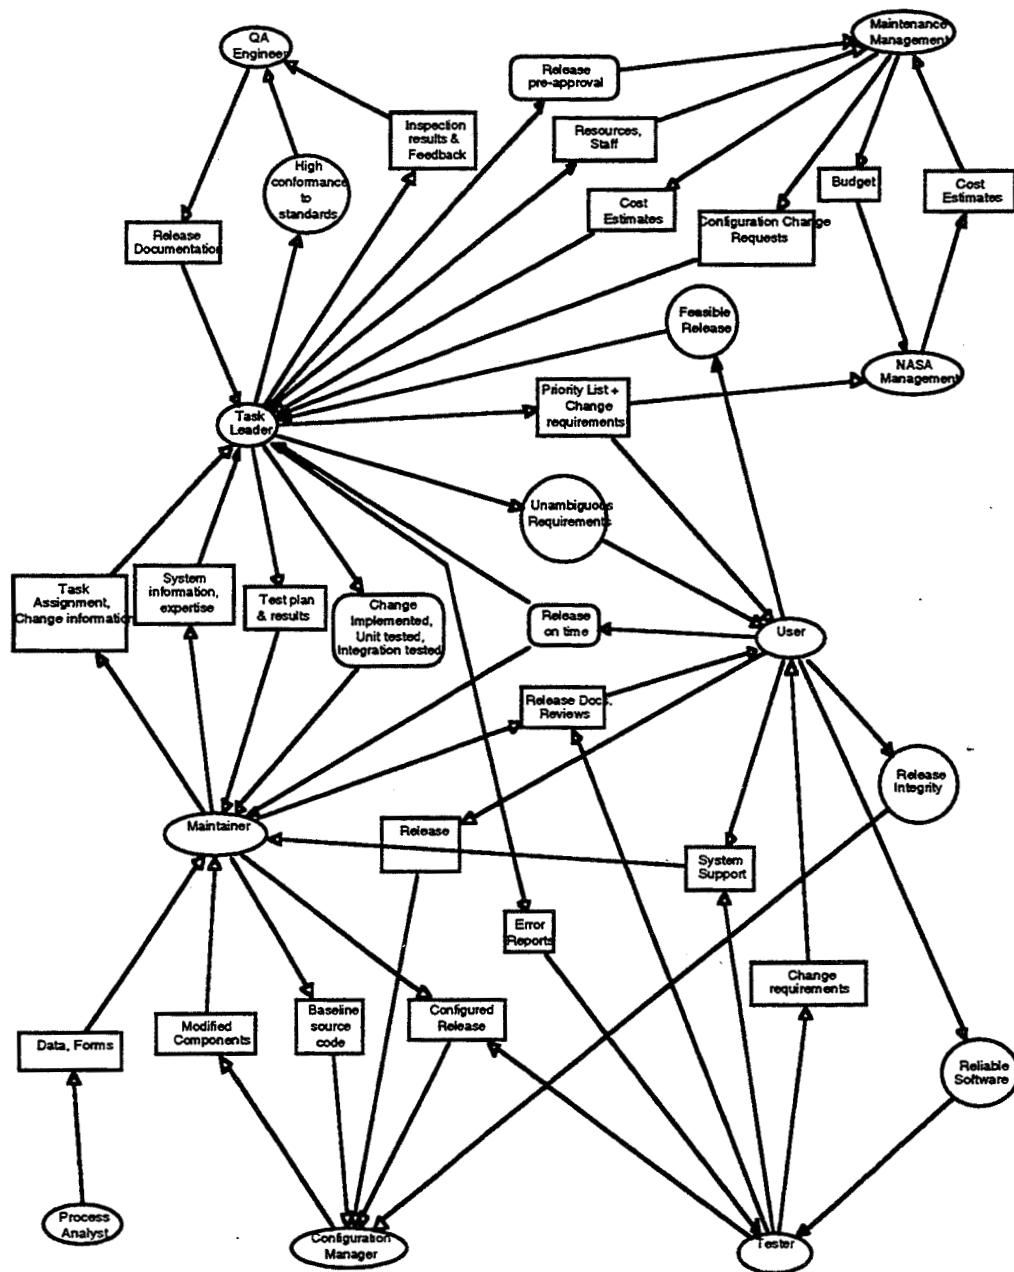 QA
Engineer
Maintenance
Management
Release
pre-approval
Inspection
results &
Feedback
Resources,
Staff
High
conformance
to
standards
Budget
Cost
Estimates
Cost
Estimates
Configuration Change
Requests
Release
Documentation
Feasible
Release
NASA
Management
Priority List +
Change
requirements
Task
Leader
Unambiguous
Requirements
System
information,
expertise
Task
Assignment,
Change information
Test plan
& results
Change
Implemented,
Unit tested,
Integration tested
Release
on time
User
Release Docs,
Reviews
Release
Integrity
Maintainer
Release
System
Support
Error
Reports
Change
requirements
Baseline
source
code
Configured
Release
Modified
Components
Data, Forms
Reliable
Software
Process
Analyst
Configuration
Manager
Tester